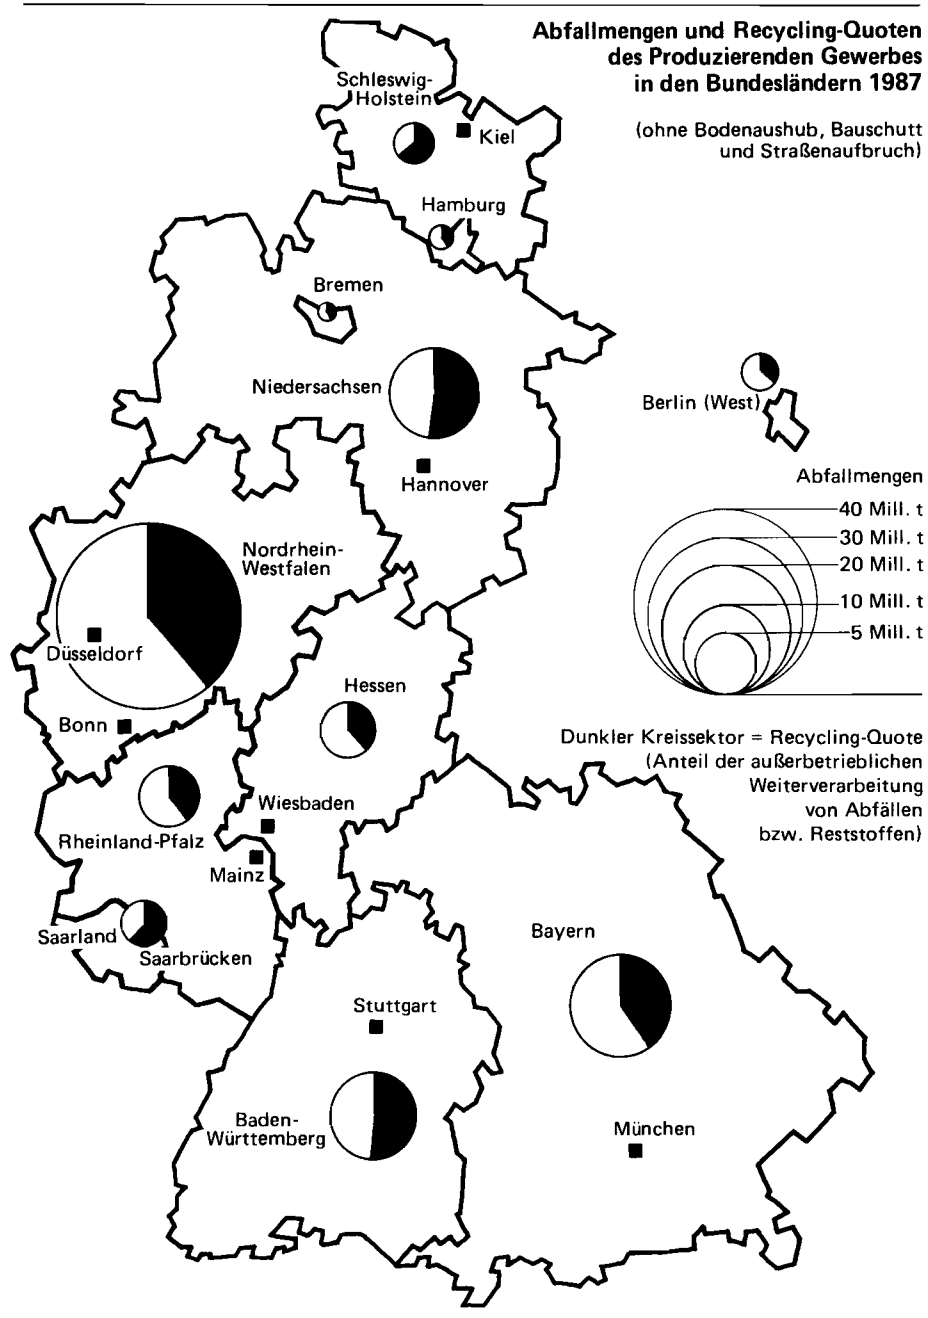 Abfallmengen und Recycling-Quoten
des Produzierenden Gewerbes
in den Bundesländern 1987
(ohne Bodenaushub, Bauschutt
und Straßenaufbruch)
Schleswig-
Holstein
Kiel
Hamburg
Bremen
Niedersachsen
Hannover
Berlin (West)
Abfallmengen
40 Mill. t
30 Mill. t
20 Mill. t
10 Mill. t
5 Mill. t
Nordrhein-
Westfalen
Düsseldorf
Bonn
Hessen
Dunkler Kreissektor = Recycling-Quote
(Anteil der außerbetrieblichen
Weiterverarbeitung
von Abfällen
bzw. Reststoffen)
Wiesbaden
Rheinland-Pfalz
Mainz
Saarland
Saarbrücken
Bayern
Stuttgart
Baden-
Württemberg
München